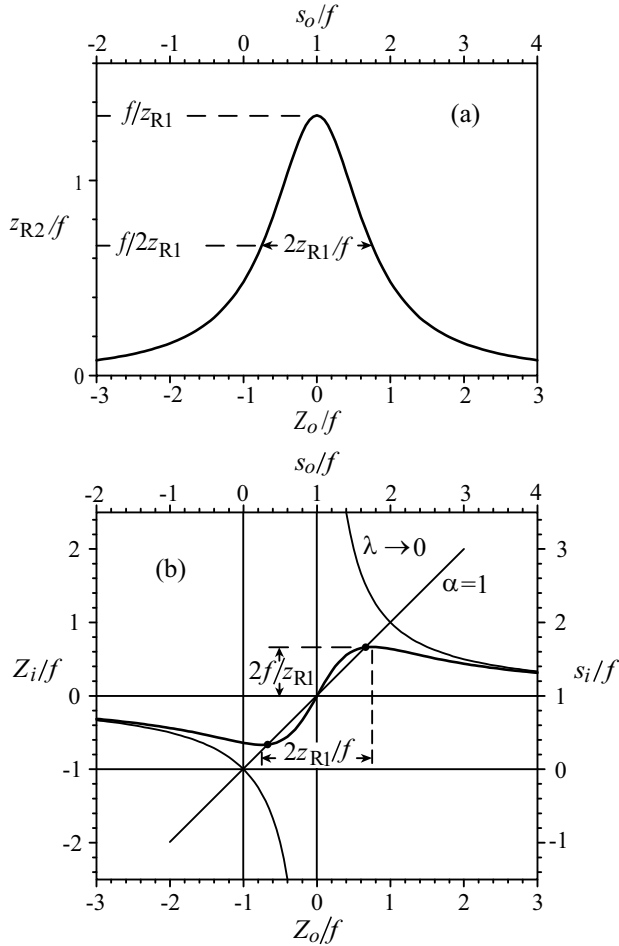 s_o/f
-2 -1 0 1 2 3 4
f/z_R1
(a)
1
z_R2/f
f/2z_R1
2z_R1/f
0
-3 -2 -1 0 1 2 3
Z_o/f
s_o/f
-2 -1 0 1 2 3 4
λ→0
2 (b) 3
α=1
1 2
Z_i/f 2f/z_R1 s_i/f
0 1
2z_R1/f
-1 0
-2 -1
-3 -2 -1 0 1 2 3
Z_o/f